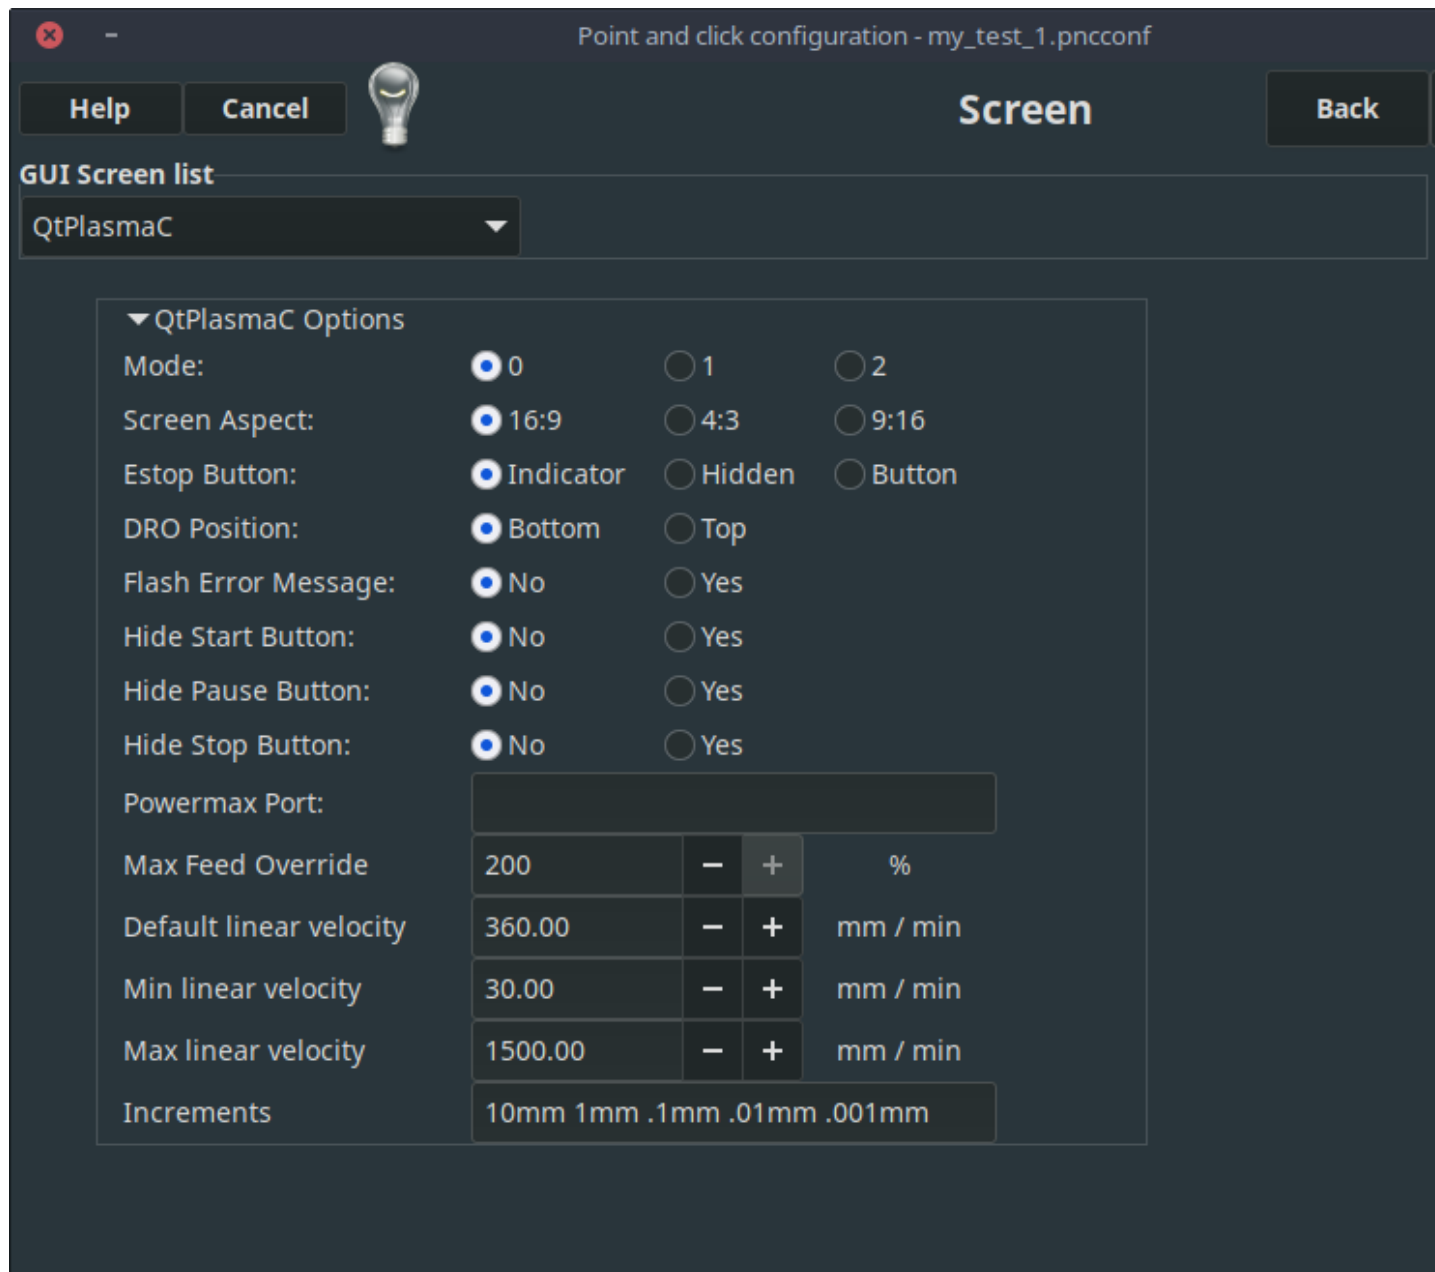 Point and click configuration - my_test_1.pncconf
Help Cancel Screen Back
GUI Screen list
QtPlasmaC
QtPlasmaC Options
Mode: 0 1 2
Screen Aspect: 16:9 4:3 9:16
Estop Button: Indicator Hidden Button
DRO Position: Bottom Top
Flash Error Message: No Yes
Hide Start Button: No Yes
Hide Pause Button: No Yes
Hide Stop Button: No Yes
Powermax Port:
Max Feed Override 200 − + %
Default linear velocity 360.00 − + mm / min
Min linear velocity 30.00 − + mm / min
Max linear velocity 1500.00 − + mm / min
Increments 10mm 1mm .1mm .01mm .001mm